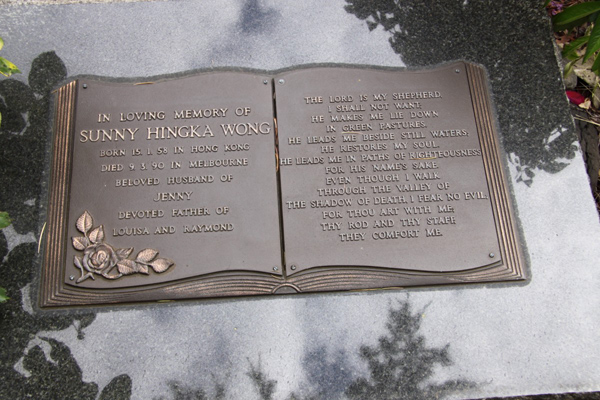 IN LOVING MEMORY OF
SUNNY HINGKA WONG
BORN 15. 1. 58 IN HONG KONG
DIED 9. 3. 90 IN MELBOURNE
BELOVED HUSBAND OF
JENNY
DEVOTED FATHER OF
LOUISA AND RAYMOND
THE LORD IS MY SHEPHERD,
I SHALL NOT WANT.
HE MAKES ME LIE DOWN
IN GREEN PASTURES.
HE LEADS ME BESIDE STILL WATERS;
HE RESTORES MY SOUL.
HE LEADS ME IN PATHS OF RIGHTEOUSNESS
FOR HIS NAME'S SAKE.
EVEN THOUGH I WALK
THROUGH THE VALLEY OF
THE SHADOW OF DEATH, I FEAR NO EVIL.
FOR THOU ART WITH ME;
THY ROD AND THY STAFF
THEY COMFORT ME.